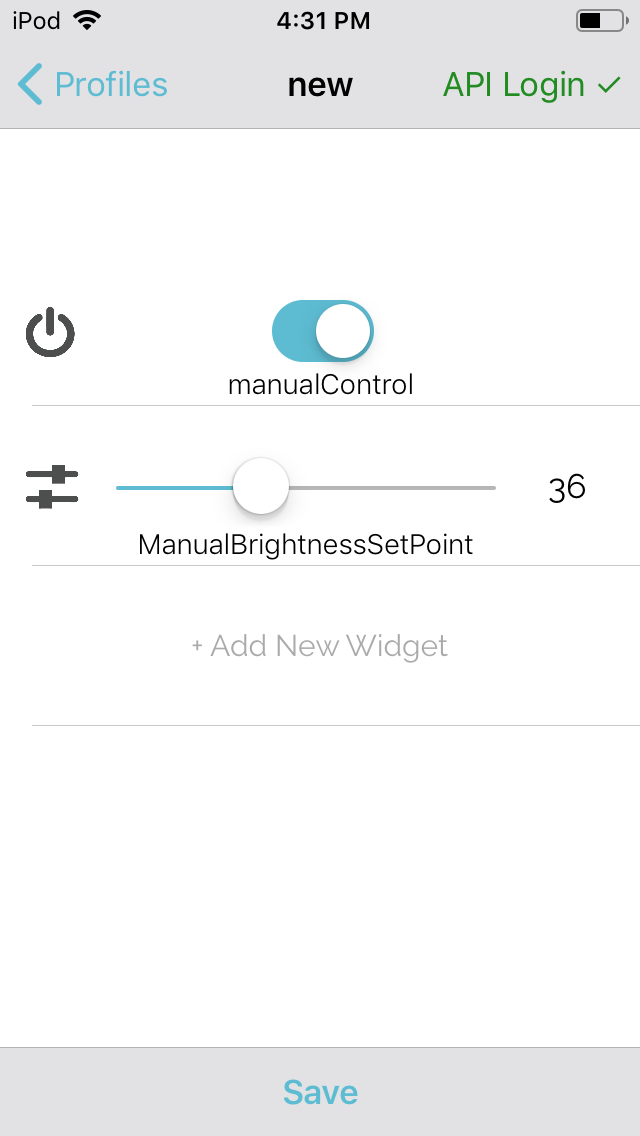 iPod 4:31 PM
Profiles new API Login ✓
manualControl
36
ManualBrightnessSetPoint
+ Add New Widget
Save